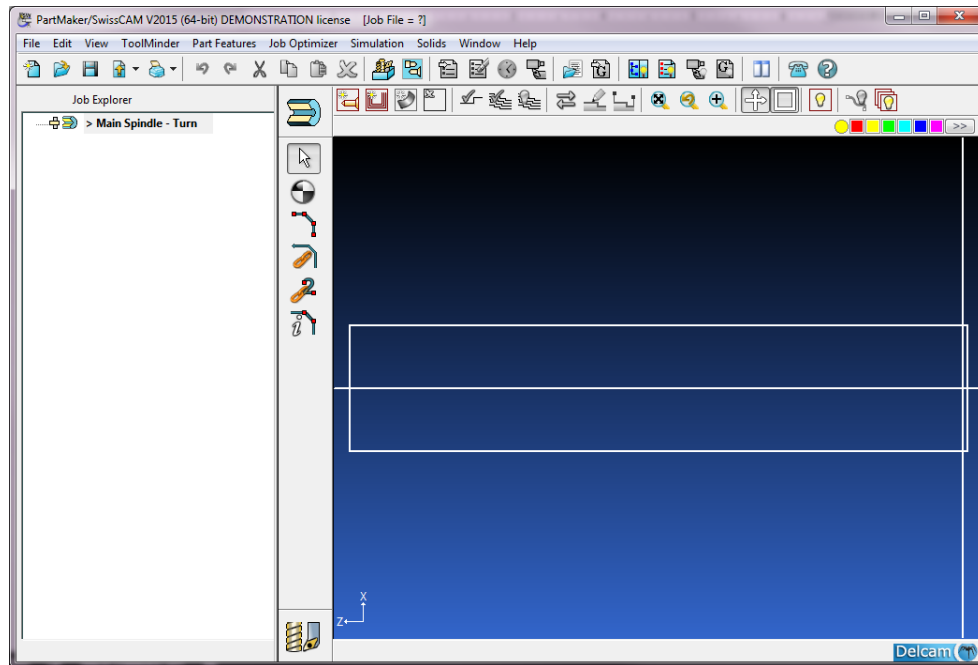 PartMaker/SwissCAM V2015 (64-bit) DEMONSTRATION license [Job File = ?]
File Edit View ToolMinder Part Features Job Optimizer Simulation Solids Window Help
Job Explorer
> Main Spindle - Turn
>>
X
Z
Delcam